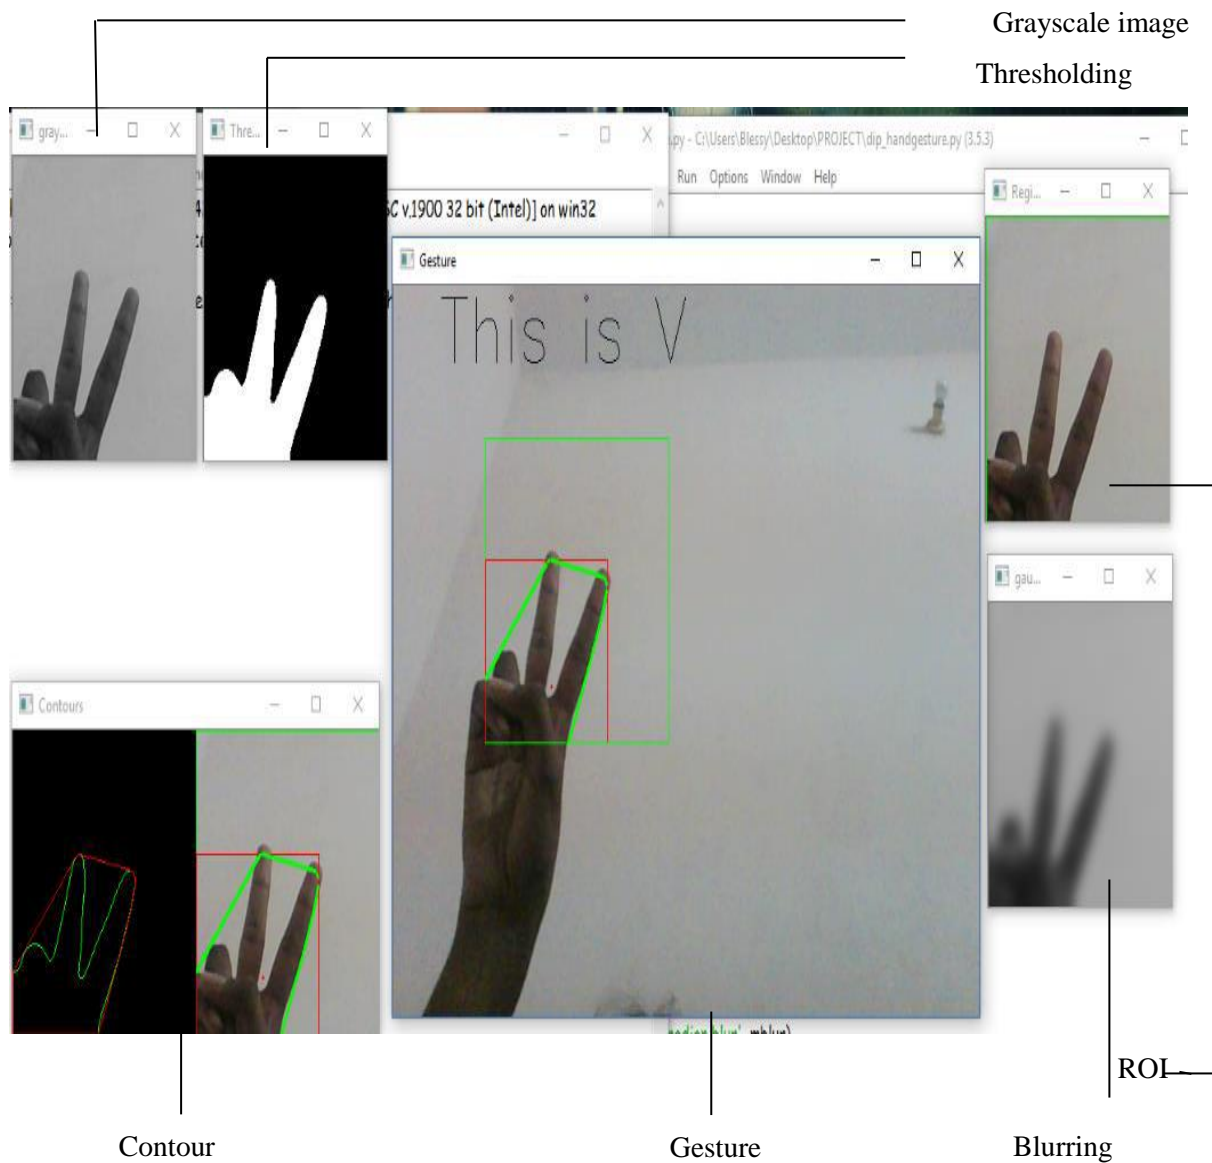 Grayscale image
Thresholding
gray...
Thre...
.py - C:\Users\Blessy\Desktop\PROJECT\dip_handgesture.py (3.5.3)
Run Options Window Help
Regi...
SC v.1900 32 bit (Intel)] on win32
Gesture
This is V
gau...
Contours
ROI
Contour
Gesture
Blurring